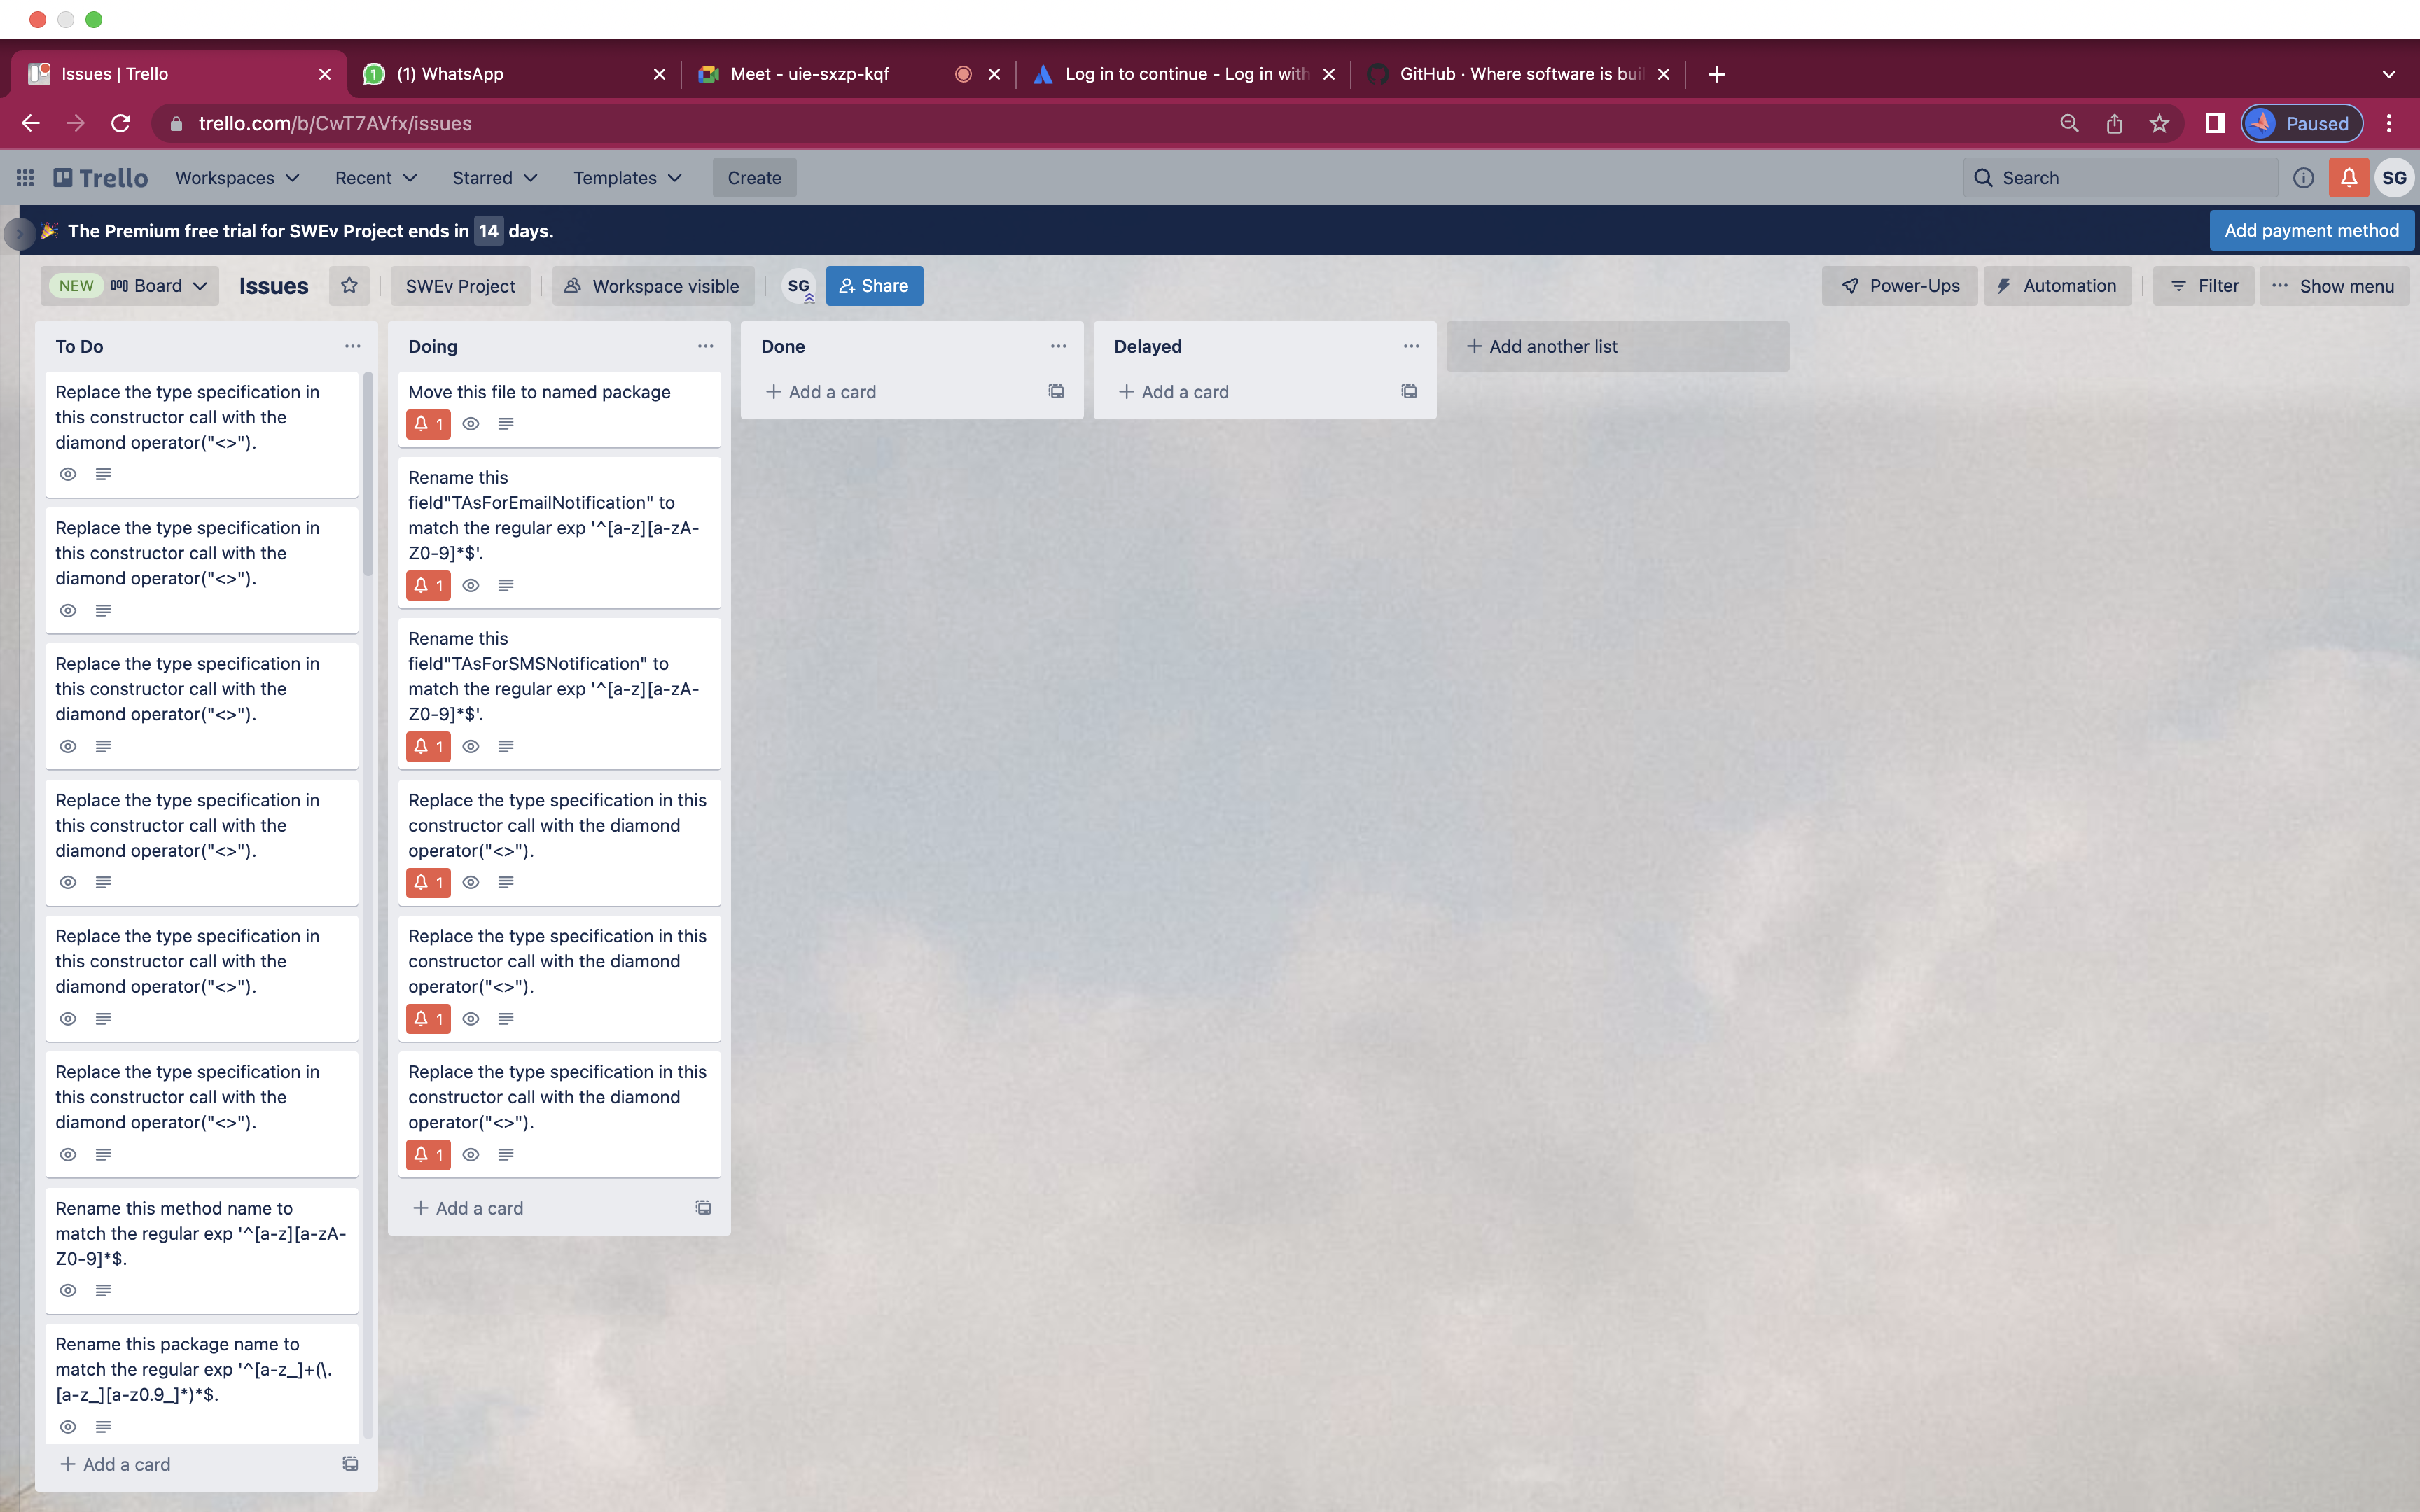 Issues | Trello
1
(1) WhatsApp
Meet - uie-sxzp-kqf
Log in to continue - Log in with
GitHub · Where software is buil
trello.com/b/CwT7AVfx/issues
Paused
Trello
Workspaces
Recent
Starred
Templates
Create
Search
SG
The Premium free trial for SWEv Project ends in 14 days.
Add payment method
NEW
Board
Issues
SWEv Project
Workspace visible
SG
Share
Power-Ups
Automation
Filter
Show menu
To Do
Replace the type specification in
this constructor call with the
diamond operator("<>").
Replace the type specification in
this constructor call with the
diamond operator("<>").
Replace the type specification in
this constructor call with the
diamond operator("<>").
Replace the type specification in
this constructor call with the
diamond operator("<>").
Replace the type specification in
this constructor call with the
diamond operator("<>").
Replace the type specification in
this constructor call with the
diamond operator("<>").
Rename this method name to
match the regular exp '^[a-z][a-zA-
Z0-9]*$.
Rename this package name to
match the regular exp '^[a-z_]+(\.
[a-z_][a-z0.9_]*)*$.
Add a card
Doing
Move this file to named package
1
Rename this
field"TAsForEmailNotification" to
match the regular exp '^[a-z][a-zA-
Z0-9]*$'.
1
Rename this
field"TAsForSMSNotification" to
match the regular exp '^[a-z][a-zA-
Z0-9]*$'.
1
Replace the type specification in this
constructor call with the diamond
operator("<>").
1
Replace the type specification in this
constructor call with the diamond
operator("<>").
1
Replace the type specification in this
constructor call with the diamond
operator("<>").
1
Add a card
Done
Add a card
Delayed
Add a card
Add another list